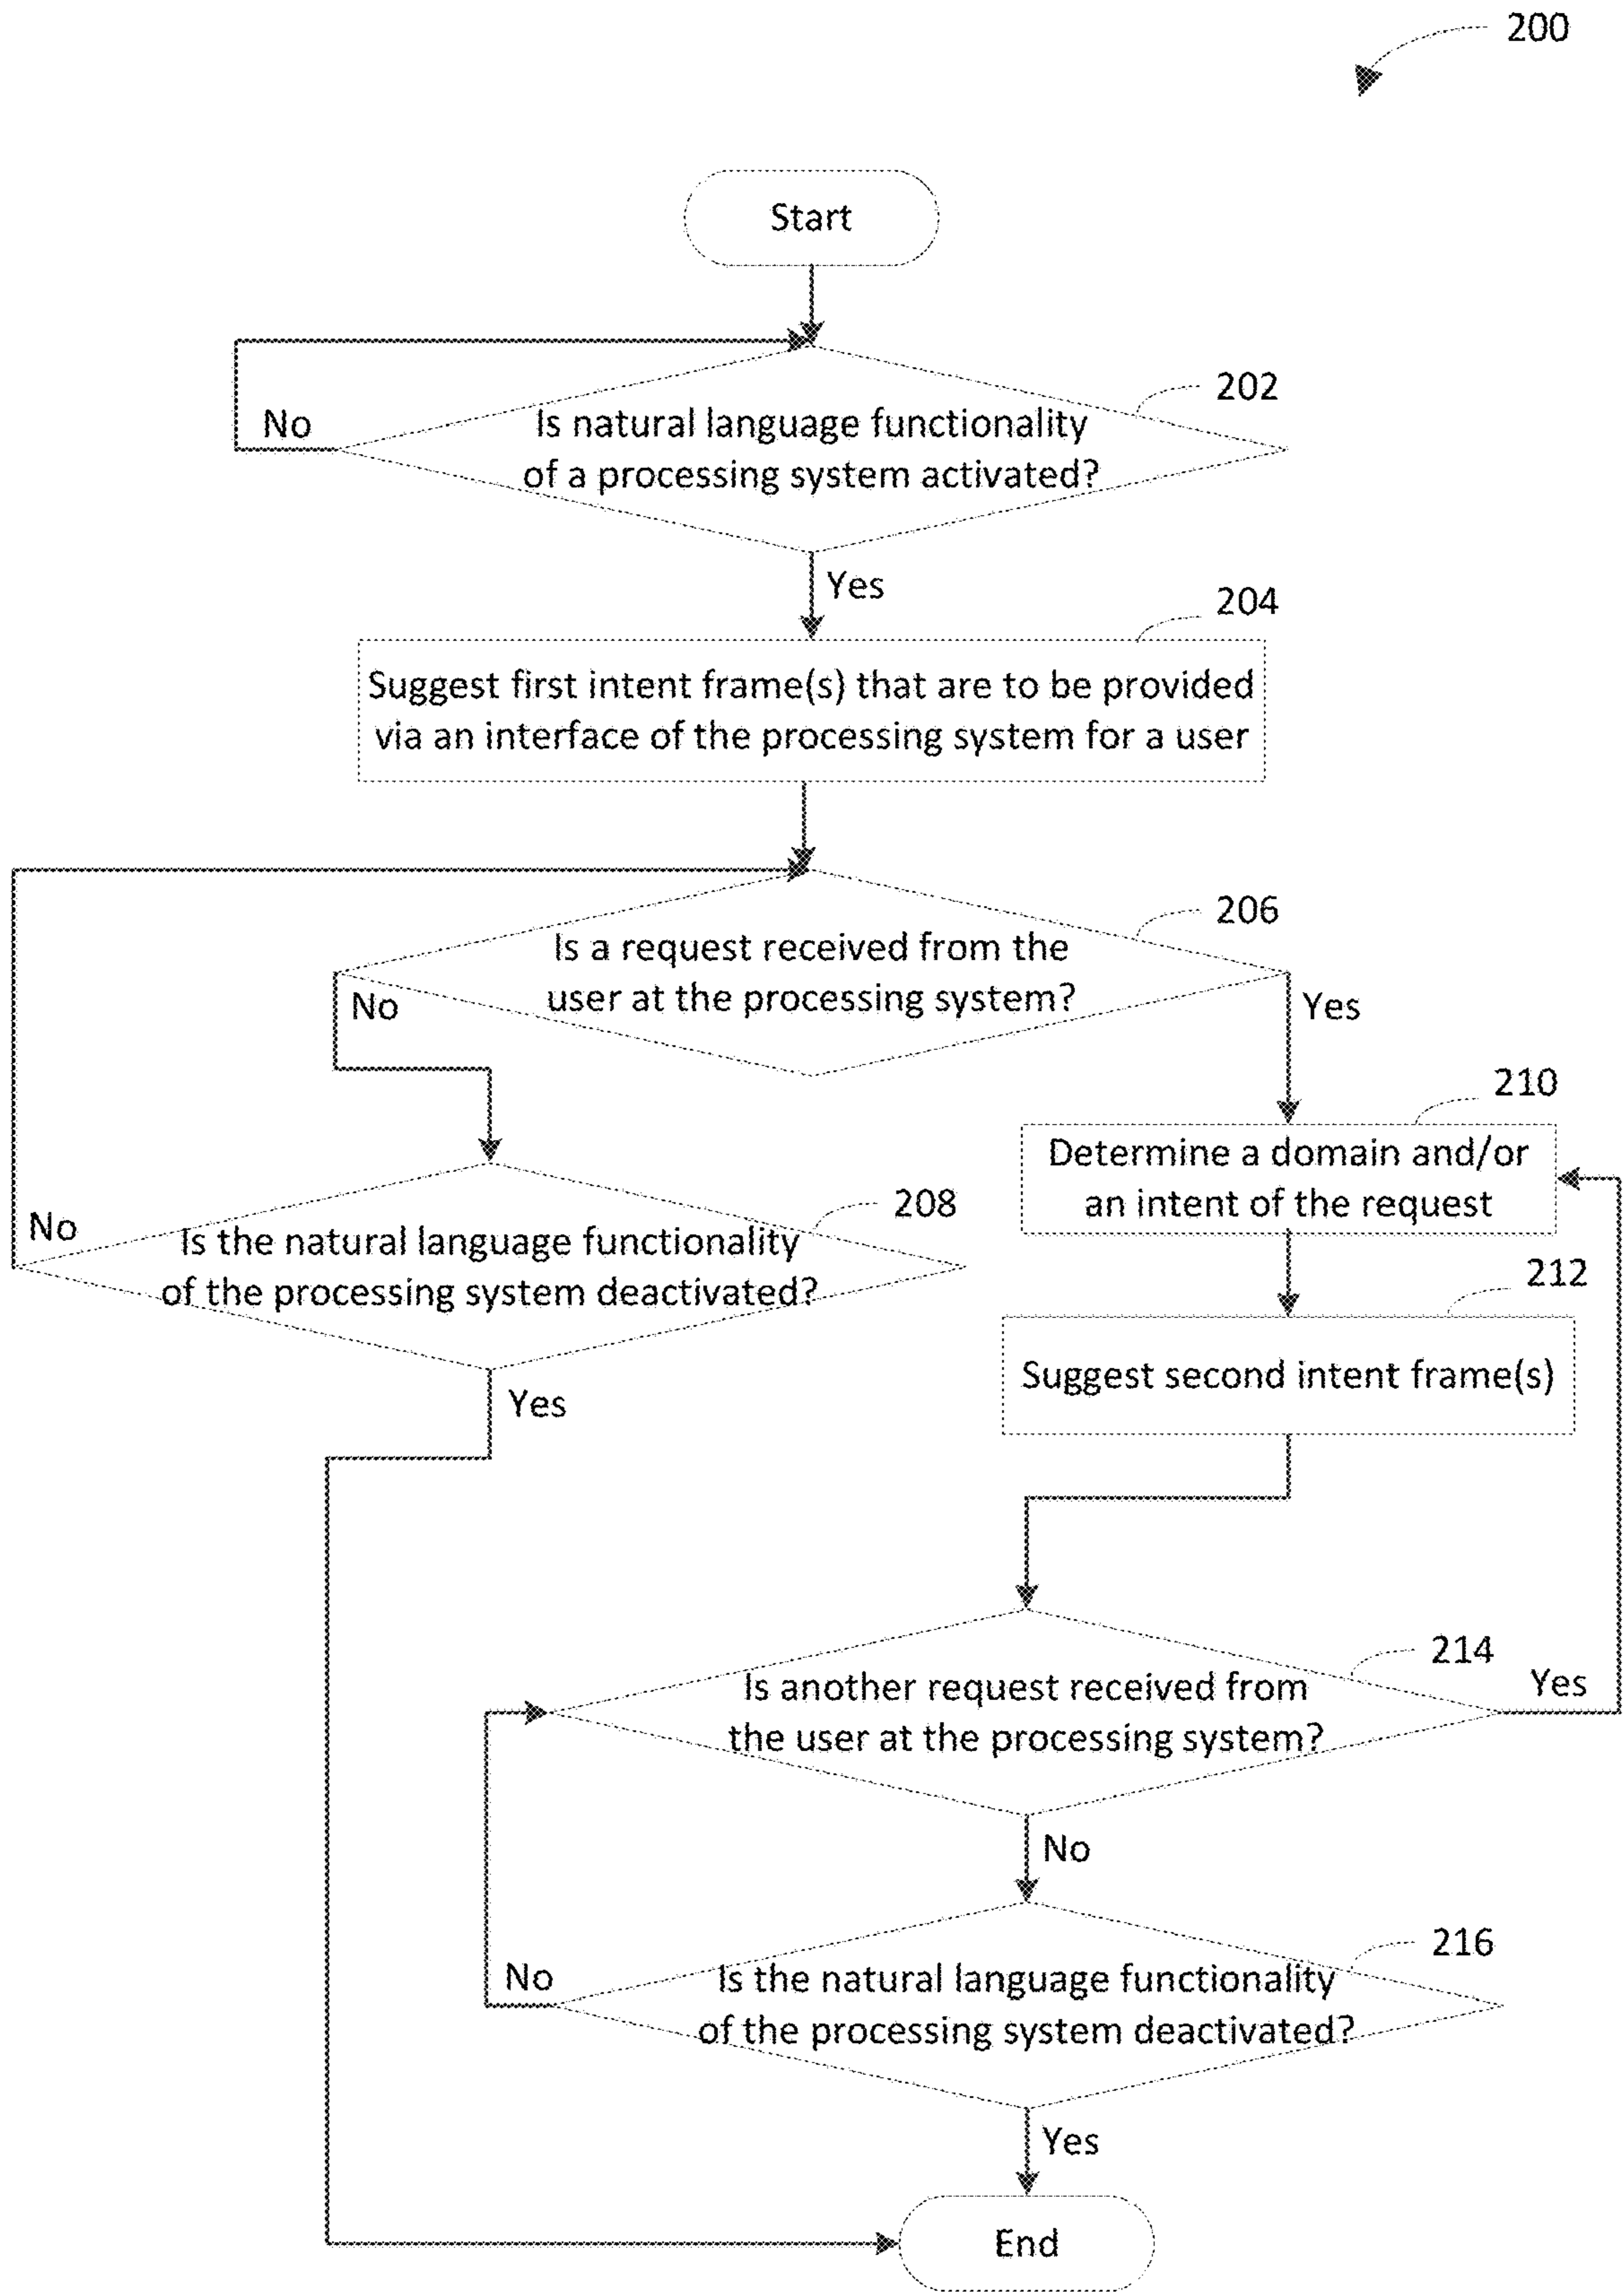 200
Start
202
No
Is natural language functionality
of a processing system activated?
Yes
204
Suggest first intent frame(s) that are to be provided
via an interface of the processing system for a user
206
Is a request received from the
user at the processing system?
No
Yes
210
Determine a domain and/or
an intent of the request
208
No
Is the natural language functionality
of the processing system deactivated?
212
Suggest second intent frame(s)
Yes
214
Is another request received from
the user at the processing system?
Yes
No
216
No
Is the natural language functionality
of the processing system deactivated?
Yes
End